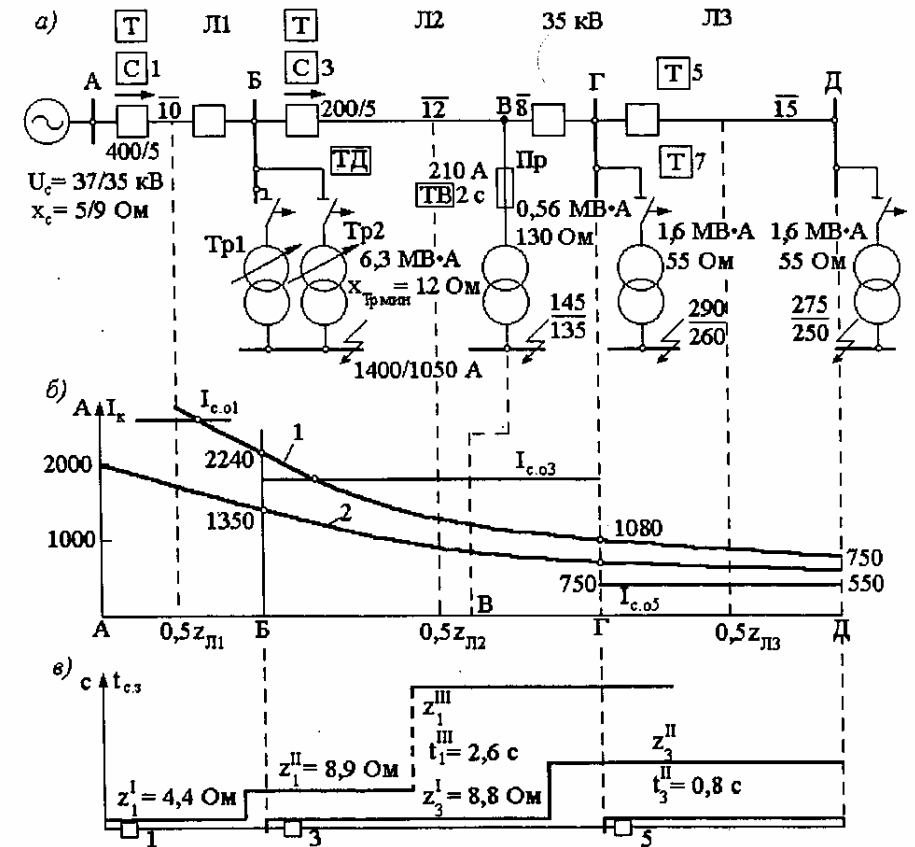 а) Т Л1 Т Л2 35 кВ Л3
А С 1 Б С 3 В Г Т 5 Д
10 200/5 12 8 15
400/5
Uс= 37/35 кВ
xс= 5/9 Ом
ТД 210 А Пр Т 7
ТВ 2 с
0,56 МВ•А
130 Ом
Тр1 Тр2
6,3 МВ•А
xТр мин = 12 Ом
1,6 МВ•А
55 Ом
1,6 МВ•А
55 Ом
145
135
290
260
275
250
1400/1050 А
б) А Iк
Iс.о1
1
2000 2240 Iс.о3
1350 2 1080
1000 750
750 550
В Iс.о5
А 0,5zЛ1 Б 0,5zЛ2 Г 0,5zЛ3 Д
в) с tс.з
z1III
t1III= 2,6 с
z3II
t3II= 0,8 с
z1II= 8,9 Ом
z1I= 4,4 Ом z3I= 8,8 Ом
1 3 5